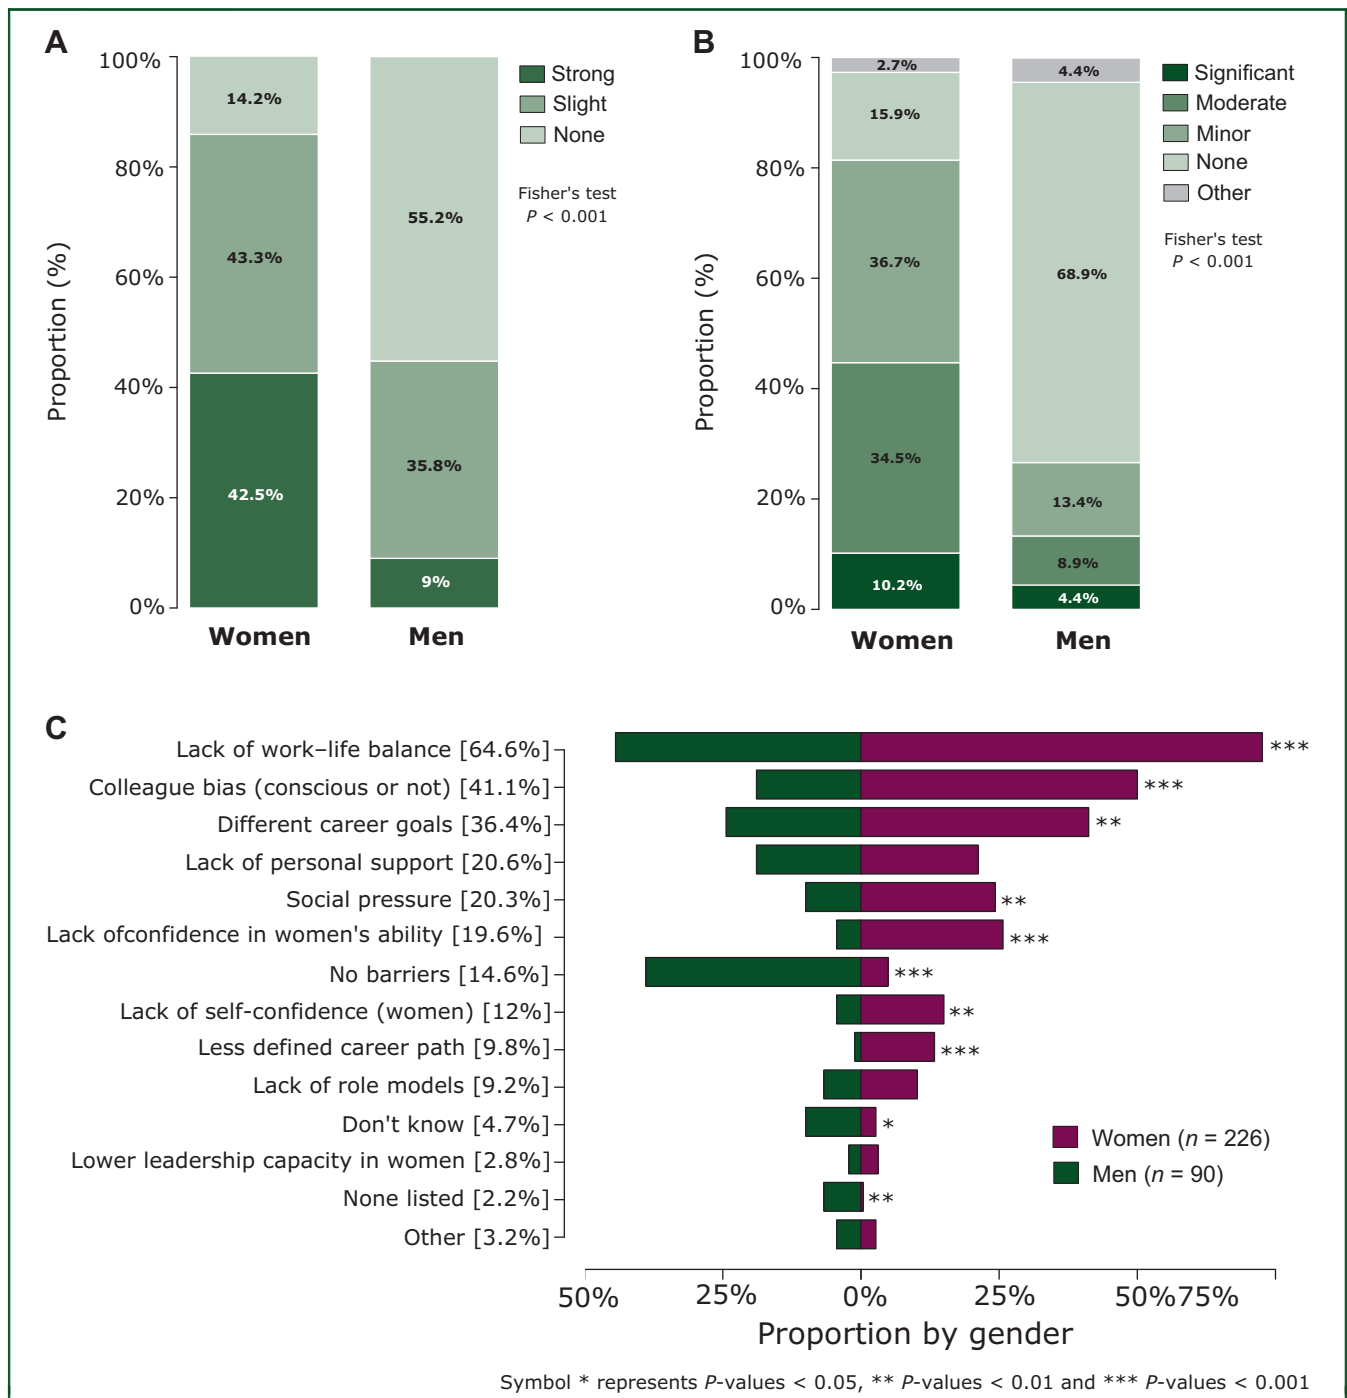 A
100%
80%
60%
40%
20%
0%
Proportion (%)
14.2%
43.3%
42.5%
55.2%
35.8%
9%
Women
Men
Strong
Slight
None
Fisher's test
P < 0.001
B
100%
80%
60%
40%
20%
0%
Proportion (%)
2.7%
15.9%
36.7%
34.5%
10.2%
4.4%
68.9%
13.4%
8.9%
4.4%
Women
Men
Significant
Moderate
Minor
None
Other
Fisher's test
P < 0.001
C
Lack of work–life balance [64.6%] ***
Colleague bias (conscious or not) [41.1%] ***
Different career goals [36.4%] **
Lack of personal support [20.6%]
Social pressure [20.3%] **
Lack ofconfidence in women's ability [19.6%] ***
No barriers [14.6%] ***
Lack of self-confidence (women) [12%] **
Less defined career path [9.8%] ***
Lack of role models [9.2%]
Don't know [4.7%] *
Lower leadership capacity in women [2.8%]
None listed [2.2%] **
Other [3.2%]
Women (n = 226)
Men (n = 90)
50% 25% 0% 25% 50%75%
Proportion by gender
Symbol * represents P-values < 0.05, ** P-values < 0.01 and *** P-values < 0.001